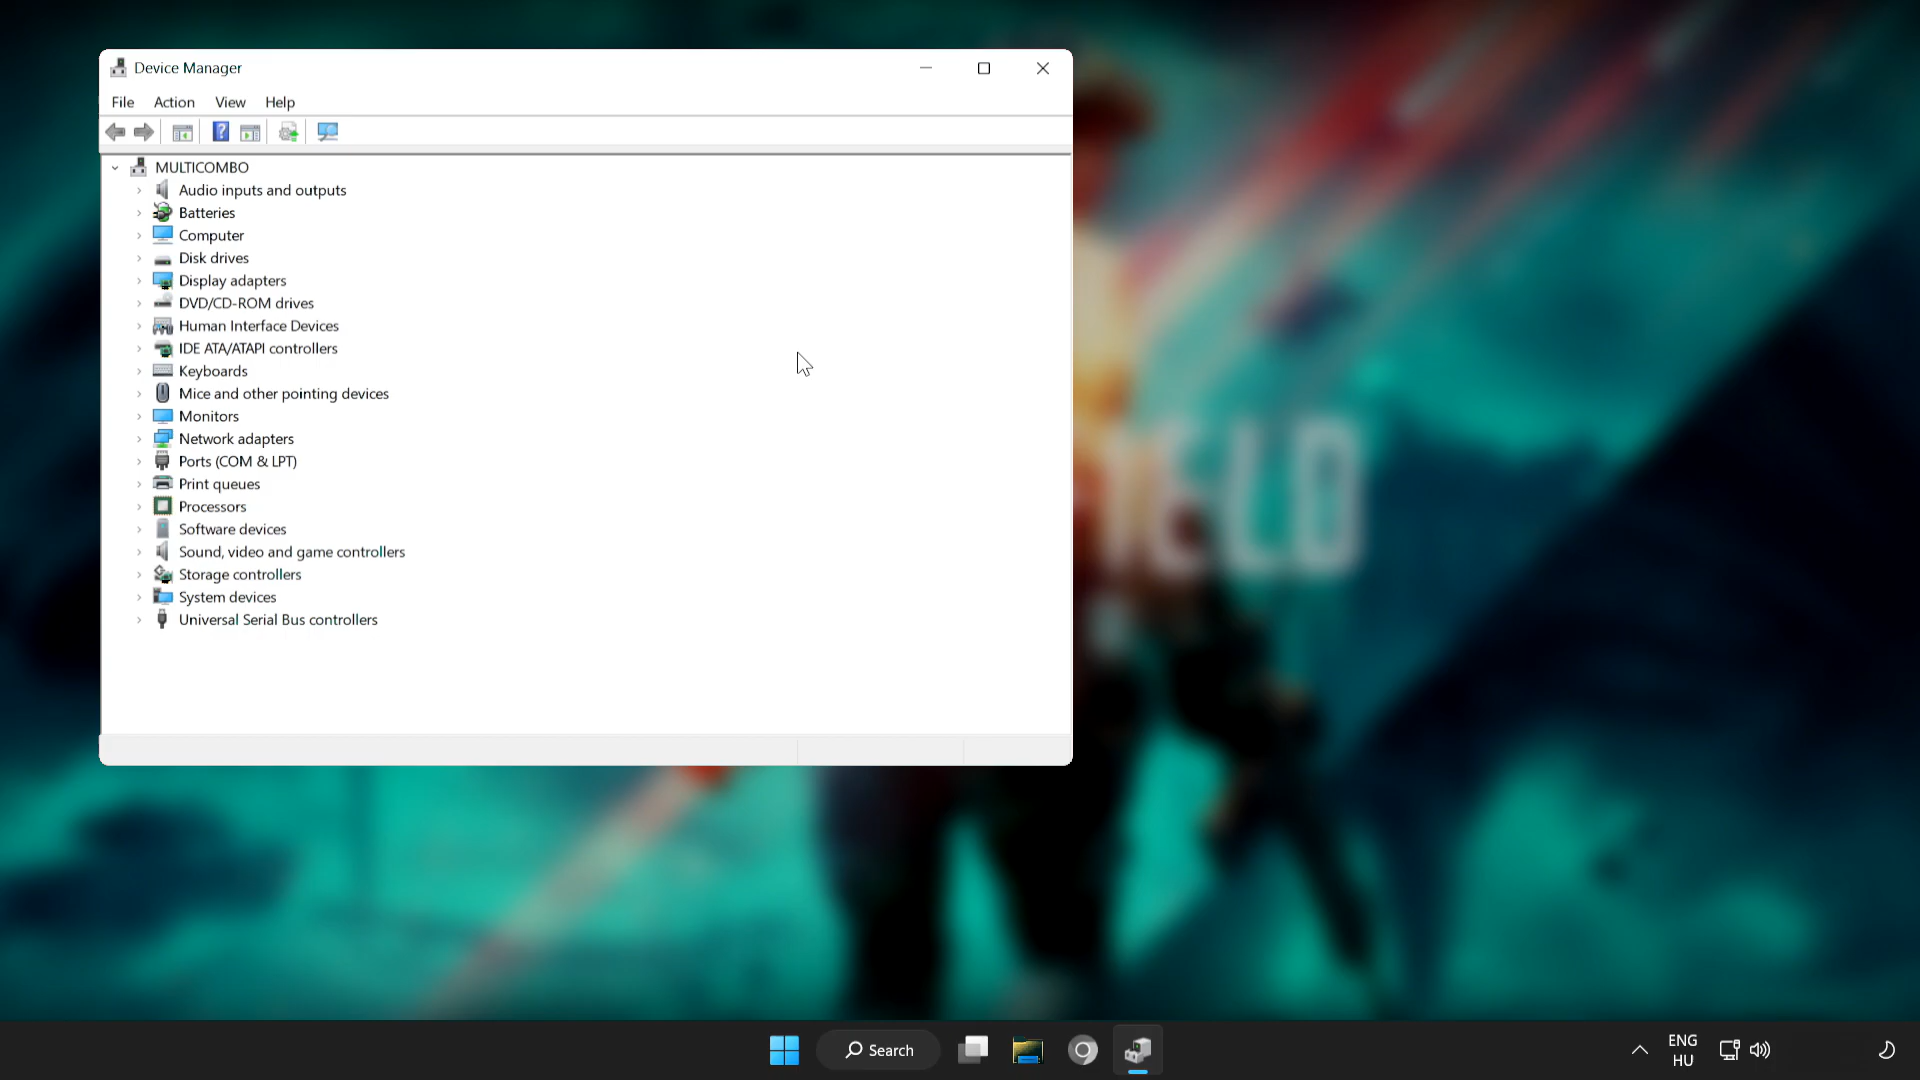 Device Manager
File Action View Help
MULTICOMBO
Audio inputs and outputs
Batteries
Computer
Disk drives
Display adapters
DVD/CD-ROM drives
Human Interface Devices
IDE ATA/ATAPI controllers
Keyboards
Mice and other pointing devices
Monitors
Network adapters
Ports (COM & LPT)
Print queues
Processors
Software devices
Sound, video and game controllers
Storage controllers
System devices
Universal Serial Bus controllers
IELD
Search
ENG
HU